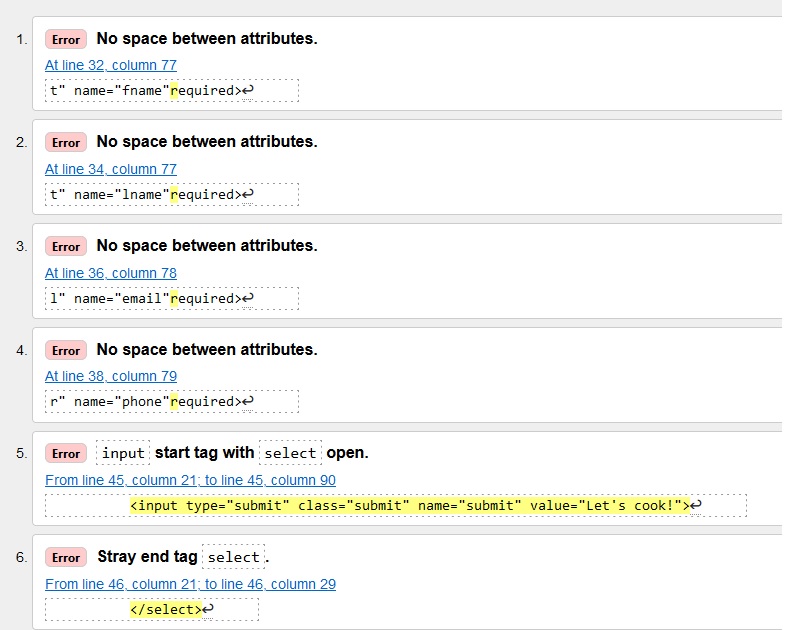 1. Error No space between attributes.
At line 32, column 77
t" name="fname"required>↩
2. Error No space between attributes.
At line 34, column 77
t" name="lname"required>↩
3. Error No space between attributes.
At line 36, column 78
l" name="email"required>↩
4. Error No space between attributes.
At line 38, column 79
r" name="phone"required>↩
5. Error input start tag with select open.
From line 45, column 21; to line 45, column 90
<input type="submit" class="submit" name="submit" value="Let's cook!">↩
6. Error Stray end tag select.
From line 46, column 21; to line 46, column 29
</select>↩